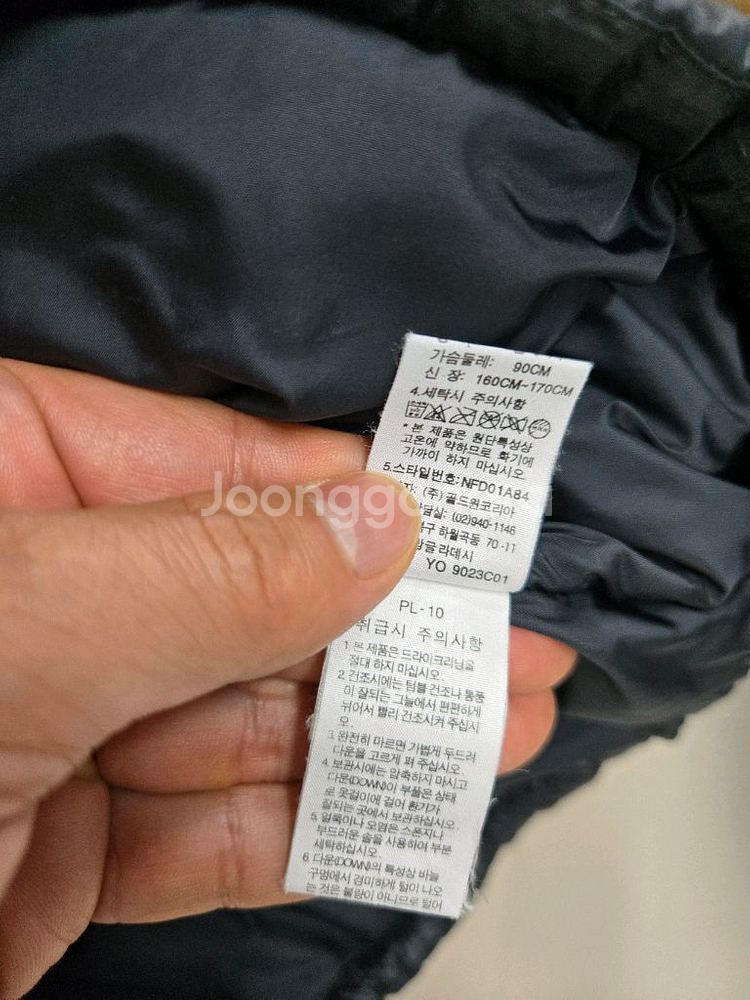 가슴둘레: 90CM
신 장: 160CM~170CM
4.세탁시 주의사항
*본 제품은 원단특성상
고온에 약하므로 화기에
가까이 하지 마십시오
5.스타일번호:NFD01A84
자: (주)골드윈코리아
담실: (02)940-1146
북구 하월곡동 70-11
방글라데시
YO 9023C01
Joongg
PL-10
취급시 주의사항
1.본 제품은 드라이크리닝을
절대 하지 마십시오.
2.건조시에는 텀블 건조나 통풍
이 잘되는 그늘에서 편편하게
뉘어서 빨리 건조시켜 주십시
오.
3.완전히 마르면 가볍게 두드려
다운을 고르게 펴 주십시오.
4.보관시에는 압축하지 마시고
다운(DOWN)이 부풀은 상태
로 옷걸이에 걸어 환기가
잘되는 곳에서 보관하십시오.
5.얼룩이나 오염은 스폰지나
부드러운 솔을 사용하여 부분
세탁하십시오.
6.다운(DOWN)의 특성상 바늘
구멍에서 경미하게 털이 나오
는 것은 불량이 아니므로 털어